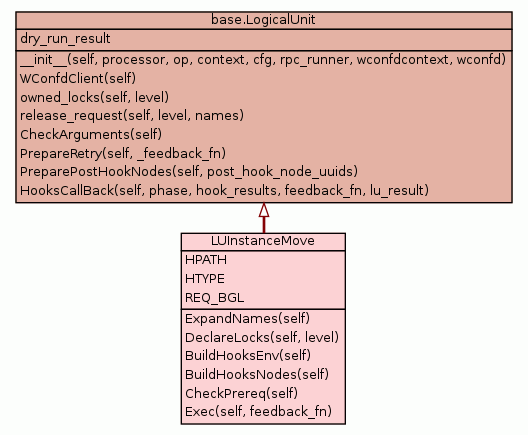 base.LogicalUnit
dry_run_result
__init__(self, processor, op, context, cfg, rpc_runner, wconfdcontext, wconfd)
WConfdClient(self)
owned_locks(self, level)
release_request(self, level, names)
CheckArguments(self)
PrepareRetry(self, _feedback_fn)
PreparePostHookNodes(self, post_hook_node_uuids)
HooksCallBack(self, phase, hook_results, feedback_fn, lu_result)
LUInstanceMove
HPATH
HTYPE
REQ_BGL
ExpandNames(self)
DeclareLocks(self, level)
BuildHooksEnv(self)
BuildHooksNodes(self)
CheckPrereq(self)
Exec(self, feedback_fn)